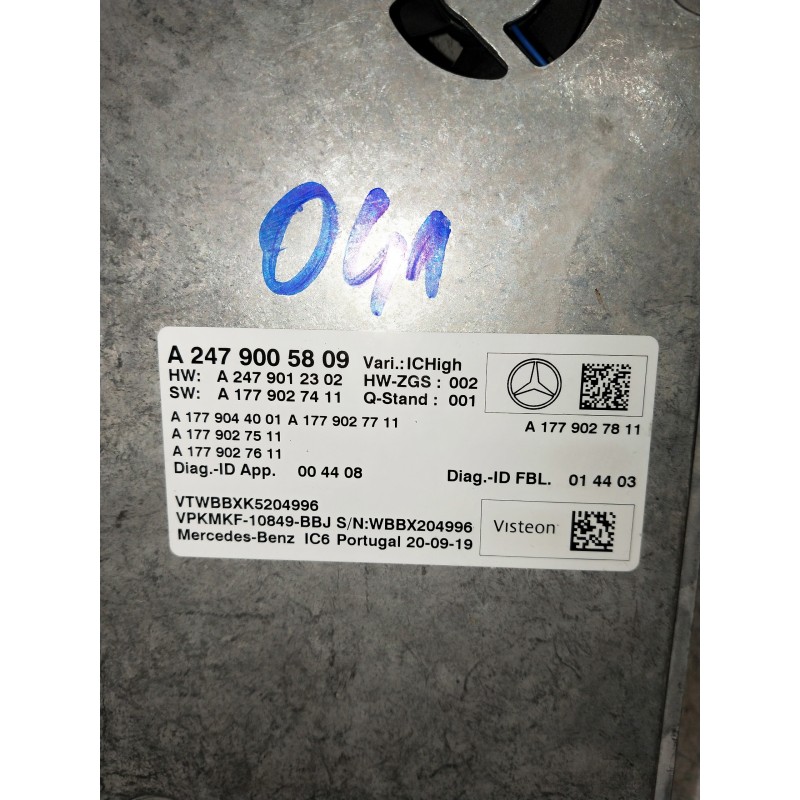 041
A 247 900 58 09 Vari.:ICHigh
HW: A 247 901 23 02 HW-ZGS : 002
SW: A 177 902 74 11 Q-Stand : 001
A 177 904 40 01 A 177 902 77 11 A 177 902 78 11
A 177 902 75 11
A 177 902 76 11
Diag.-ID App. 00 44 08 Diag.-ID FBL. 01 44 03
VTWBBXK5204996
VPKMKF-10849-BBJ S/N:WBBX204996
Mercedes-Benz IC6 Portugal 20-09-19
Visteon